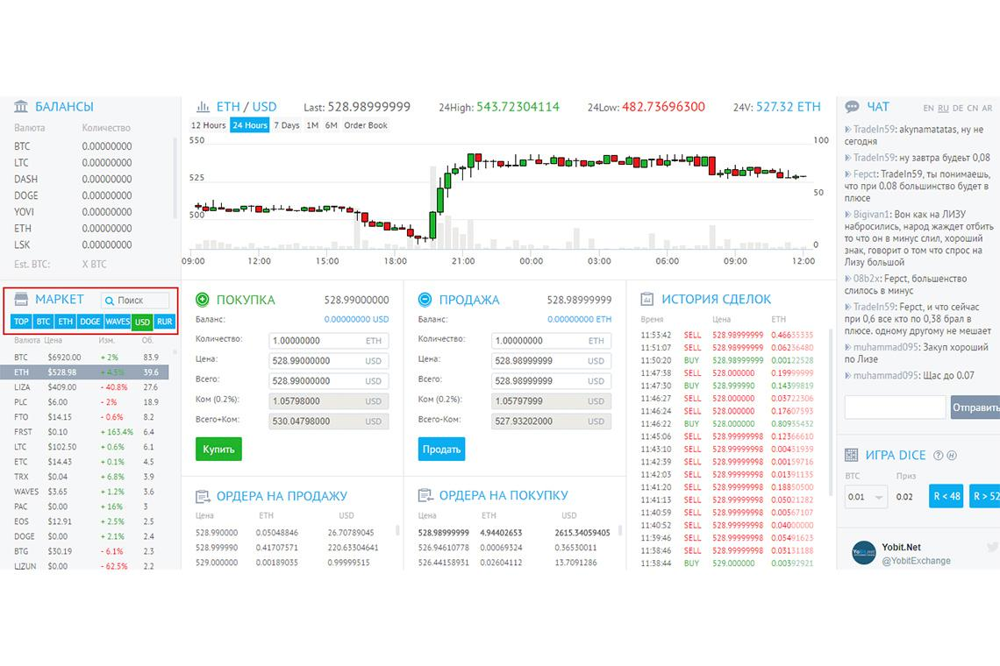 БАЛАНСЫ
Валюта Количество
BTC 0.00000000
LTC 0.00000000
DASH 0.00000000
DOGE 0.00000000
YOVI 0.00000000
ETH 0.00000000
LSK 0.00000000
Est. BTC: X BTC
МАРКЕТ Поиск
TOP BTC ETH DOGE WAVES USD RUR
Валюта Цена Изм. Об.
BTC $6920.00 + 2% 83.9
ETH $528.98 + 4.5% 39.6
LIZA $409.00 - 40.8% 27.6
PLC $6.00 - 2% 18.9
FTO $14.15 - 0.6% 8.2
FRST $0.10 + 163.4% 6.4
LTC $102.50 + 0.6% 6.1
ETC $14.43 + 0.1% 4.5
TRX $0.04 + 6.8% 3.9
WAVES $3.65 + 1.2% 3.6
PAC $0.00 + 16% 3
EOS $12.91 + 2.5% 2.5
DOGE $0.00 + 2.1% 2.4
BTG $30.19 - 6.1% 2.3
LIZUN $0.00 - 62.5% 2.2
ETH / USD Last: 528.98999999 24High: 543.72304114 24Low: 482.73696300 24V: 527.32 ETH
12 Hours 24 Hours 7 Days 1M 6M Order Book
550 100
525
50
500
0
09:00 12:00 15:00 18:00 21:00 00:00 03:00 06:00 09:00 12:00
ПОКУПКА 528.99000000
Баланс: 0.00000000 USD
Количество: 1.00000000 ETH
Цена: 528.99000000 USD
Всего: 528.99000000 USD
Ком (0.2%): 1.05798000 USD
Всего+Ком: 530.04798000 USD
Купить
ПРОДАЖА 528.98999999
Баланс: 0.00000000 ETH
Количество: 1.00000000 ETH
Цена: 528.98999999 USD
Всего: 528.98999999 USD
Ком (0.2%): 1.05797999 USD
Всего-Ком: 527.93202000 USD
Продать
ОРДЕРА НА ПРОДАЖУ
Цена ETH USD
528.990000 0.05048846 26.70789045
528.999990 0.41707571 220.63304641
529.000000 0.00189035 0.99999515
ОРДЕРА НА ПОКУПКУ
Цена ETH USD
528.98999999 4.94402653 2615.34059405
526.94610778 0.00069324 0.36530011
526.44158931 0.02604112 13.7091286
ИСТОРИЯ СДЕЛОК
Время Цена ETH
11:53:42 SELL 528.98999999 0.46635335
11:51:07 SELL 528.98999999 0.06236480
11:50:20 BUY 528.98999999 0.00122528
11:47:38 SELL 528.000000 0.19999999
11:47:30 BUY 528.999990 0.14399819
11:46:27 SELL 528.000000 0.03722306
11:46:24 SELL 528.000000 0.17607593
11:46:22 BUY 528.000000 0.80935432
11:45:06 SELL 528.99999998 0.12366610
11:43:10 SELL 528.99999998 0.00431939
11:42:39 SELL 528.99999998 0.00159716
11:42:03 SELL 528.99999998 0.01391135
11:41:20 SELL 528.99999998 0.18850500
11:41:13 SELL 528.99999998 0.05021282
11:40:59 SELL 528.99999998 0.00567107
11:40:52 SELL 528.99999998 0.04000000
11:39:46 SELL 528.99999998 0.05491623
11:38:46 SELL 528.99999998 0.03131188
11:38:44 BUY 529.000000 0.00392921
ЧАТ EN RU DE CN AR
TradeIn59: akynamatatas, ну не
сегодня
TradeIn59: ну завтра будеьт 0,08
Ферст: TradeIn59, ты понимаешь,
что при 0.08 большинство будет в
плюсе
Bigivan1: Вон как на ЛИЗУ
набросились, народ жаждет отбить
то что он в минус слил, хороший
знак, говорит о том что спрос на
Лизу большой
08b2x: Ферст, большенство
слилось в минус
TradeIn59: Ферст, и что сейчас
при 0,6 все кто по 0,38 брал в
плюсе. одному другому не мешает
muhammad095: Закуп хороший
по Лизе
muhammad095: Щас до 0.07
Отправить
ИГРА DICE ? H
BTC Приз
0.01 0.02 R < 48 R > 52
Yobit.Net
@YobitExchange